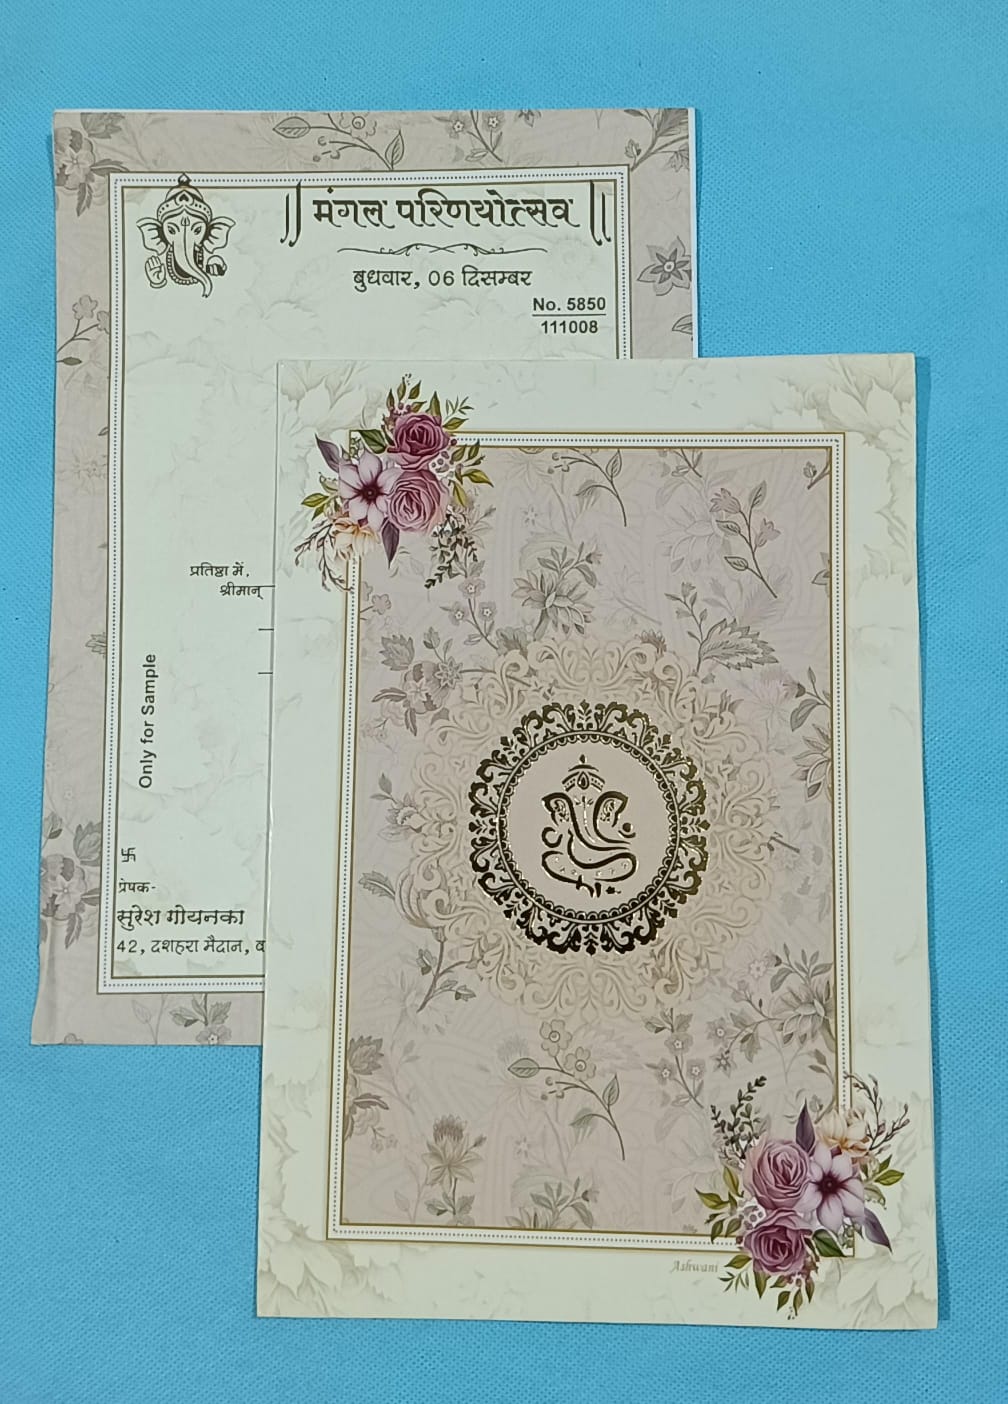 || मंगल परिणयोत्सव ||
बुधवार, 06 दिसम्बर
No. 5850
111008
प्रतिष्ठा में,
श्रीमान्
Only for Sample
卐
प्रेषक-
सुरेश गोयनका
42, दशहरा मैदान, ब
Ashwani